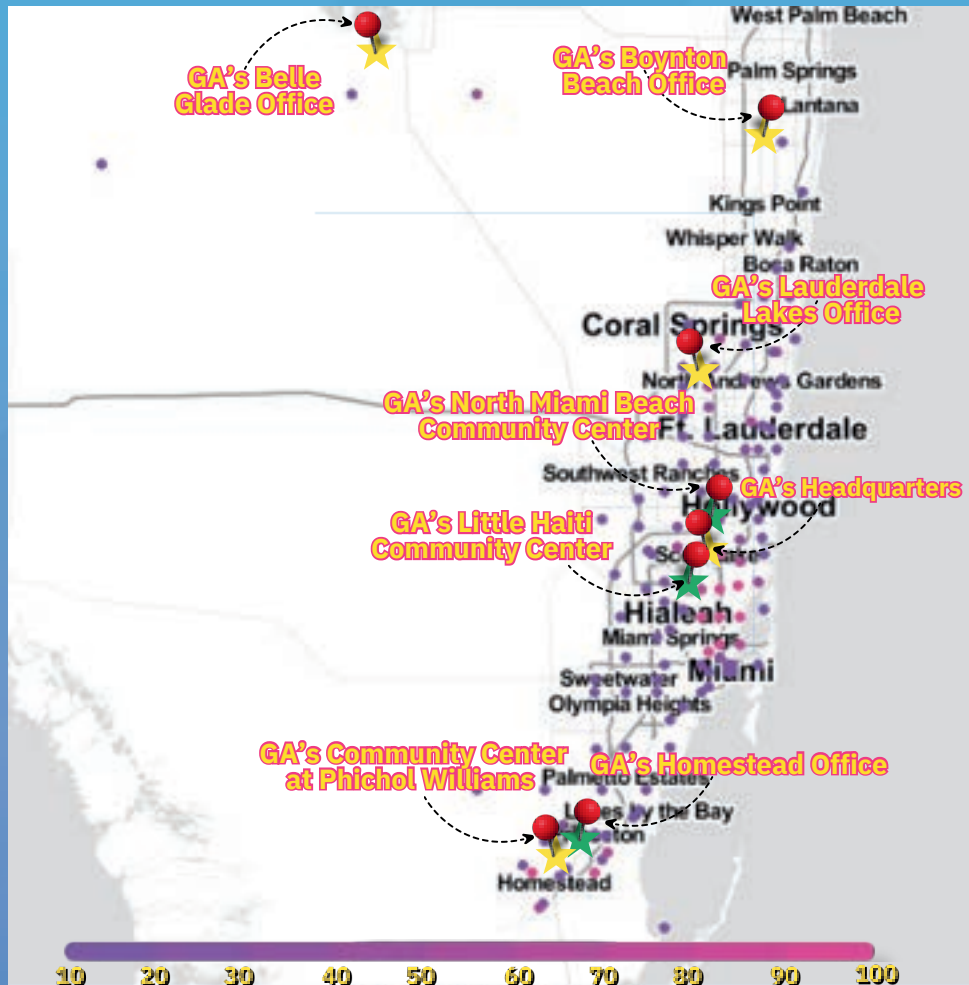 West Palm Beach
GA's Belle
Glade Office
GA's Boynton
Beach Office
Palm Springs
Lantana
Kings Point
Whisper Walk
Boca Raton
GA's Lauderdale
Lakes Office
Coral Springs
North Andrews Gardens
GA's North Miami Beach
Community Center
Ft. Lauderdale
Southwest Ranches
GA's Headquarters
Hollywood
GA's Little Haiti
Community Center
Hialeah
Miami Springs
Miami
Sweetwater
Olympia Heights
GA's Community Center
at Phichol Williams
GA's Homestead Office
Palmetto Estates
by the Bay
Homestead
10 20 30 40 50 60 70 80 90 100